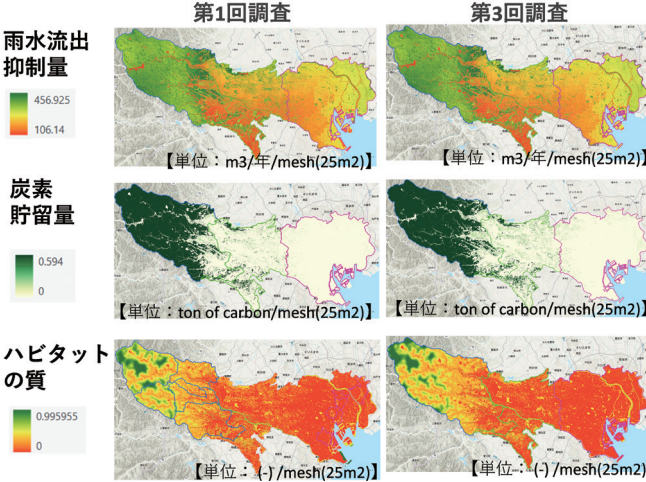 第1回調査
第3回調査
雨水流出
抑制量
456.925
106.14
【単位：m3/年/mesh(25m2)】
【単位：m3/年/mesh(25m2)】
炭素
貯留量
0.594
0
【単位：ton of carbon/mesh(25m2)】
【単位：ton of carbon/mesh(25m2)】
ハビタット
の質
0.995955
0
【単位： (-) /mesh(25m2)】
【単位： (-) /mesh(25m2)】